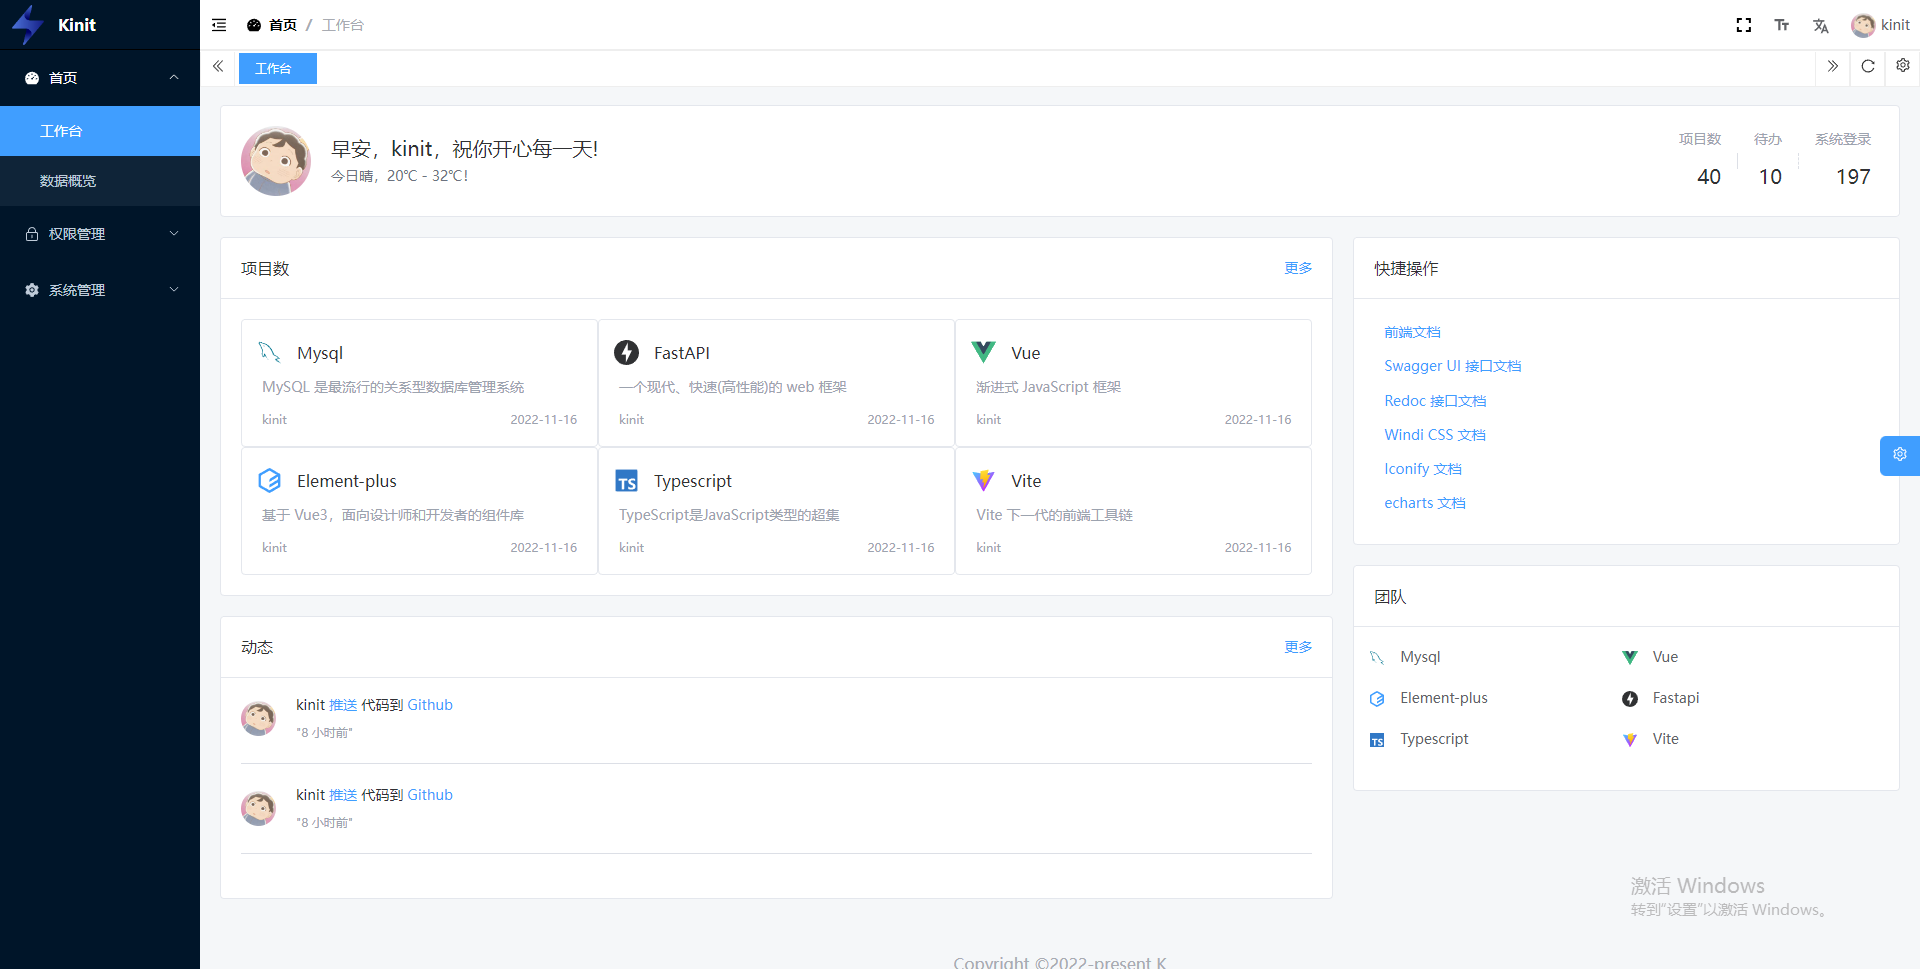 Kinit
首页
工作台
数据概览
权限管理
系统管理
首页 / 工作台
kinit
工作台
早安，kinit，祝你开心每一天!
今日晴，20℃ - 32℃！
项目数
40
待办
10
系统登录
197
项目数
更多
Mysql
MySQL 是最流行的关系型数据库管理系统
kinit 2022-11-16
FastAPI
一个现代、快速(高性能)的 web 框架
kinit 2022-11-16
Vue
渐进式 JavaScript 框架
kinit 2022-11-16
Element-plus
基于 Vue3，面向设计师和开发者的组件库
kinit 2022-11-16
Typescript
TypeScript是JavaScript类型的超集
kinit 2022-11-16
Vite
Vite 下一代的前端工具链
kinit 2022-11-16
动态
更多
kinit 推送 代码到 Github
"8 小时前"
kinit 推送 代码到 Github
"8 小时前"
快捷操作
前端文档
Swagger UI 接口文档
Redoc 接口文档
Windi CSS 文档
Iconify 文档
echarts 文档
团队
Mysql
Vue
Element-plus
Fastapi
Typescript
Vite
激活 Windows
转到"设置"以激活 Windows。
Copyright ©2022-present K